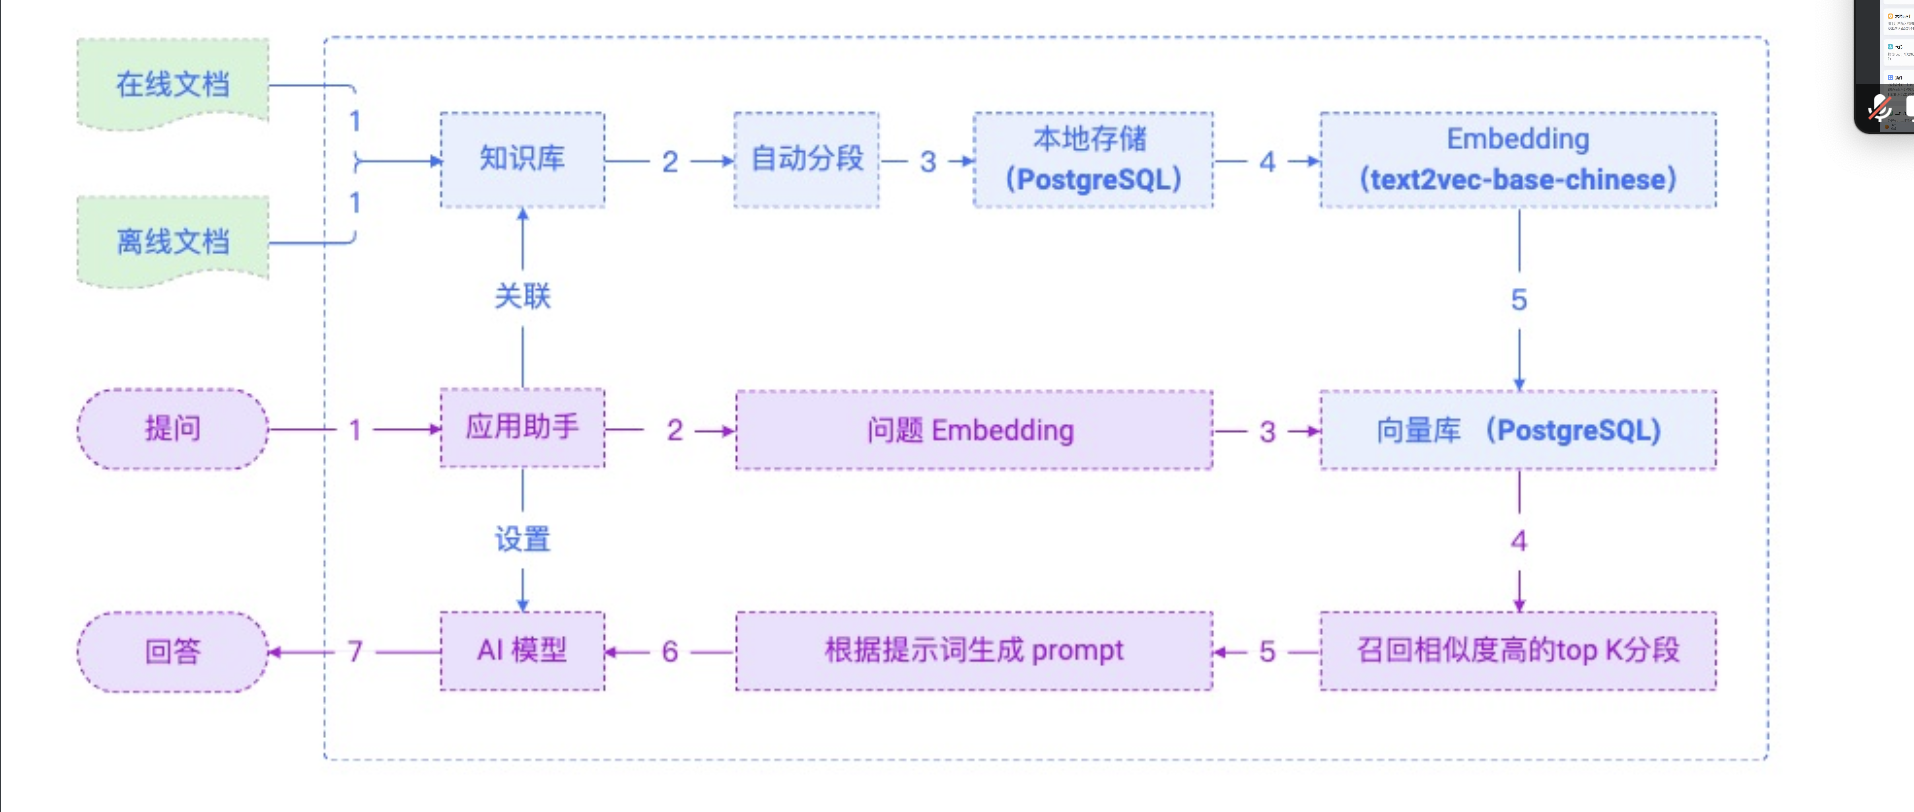 在线文档
1
知识库
2
自动分段
3
本地存储
（PostgreSQL）
4
Embedding
（text2vec-base-chinese）
1
离线文档
关联
5
提问
1
应用助手
2
问题 Embedding
3
向量库 （PostgreSQL）
设置
4
回答
7
AI 模型
6
根据提示词生成 prompt
5
召回相似度高的top K分段